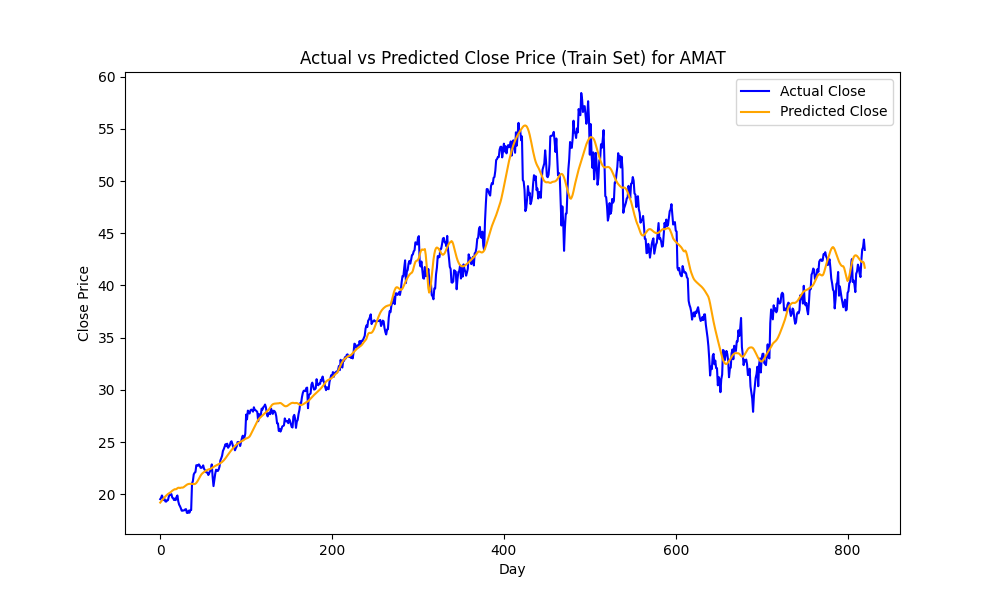 Actual vs Predicted Close Price (Train Set) for AMAT
Actual Close
Predicted Close
Close Price
60
55
50
45
40
35
30
25
20
0 200 400 600 800
Day